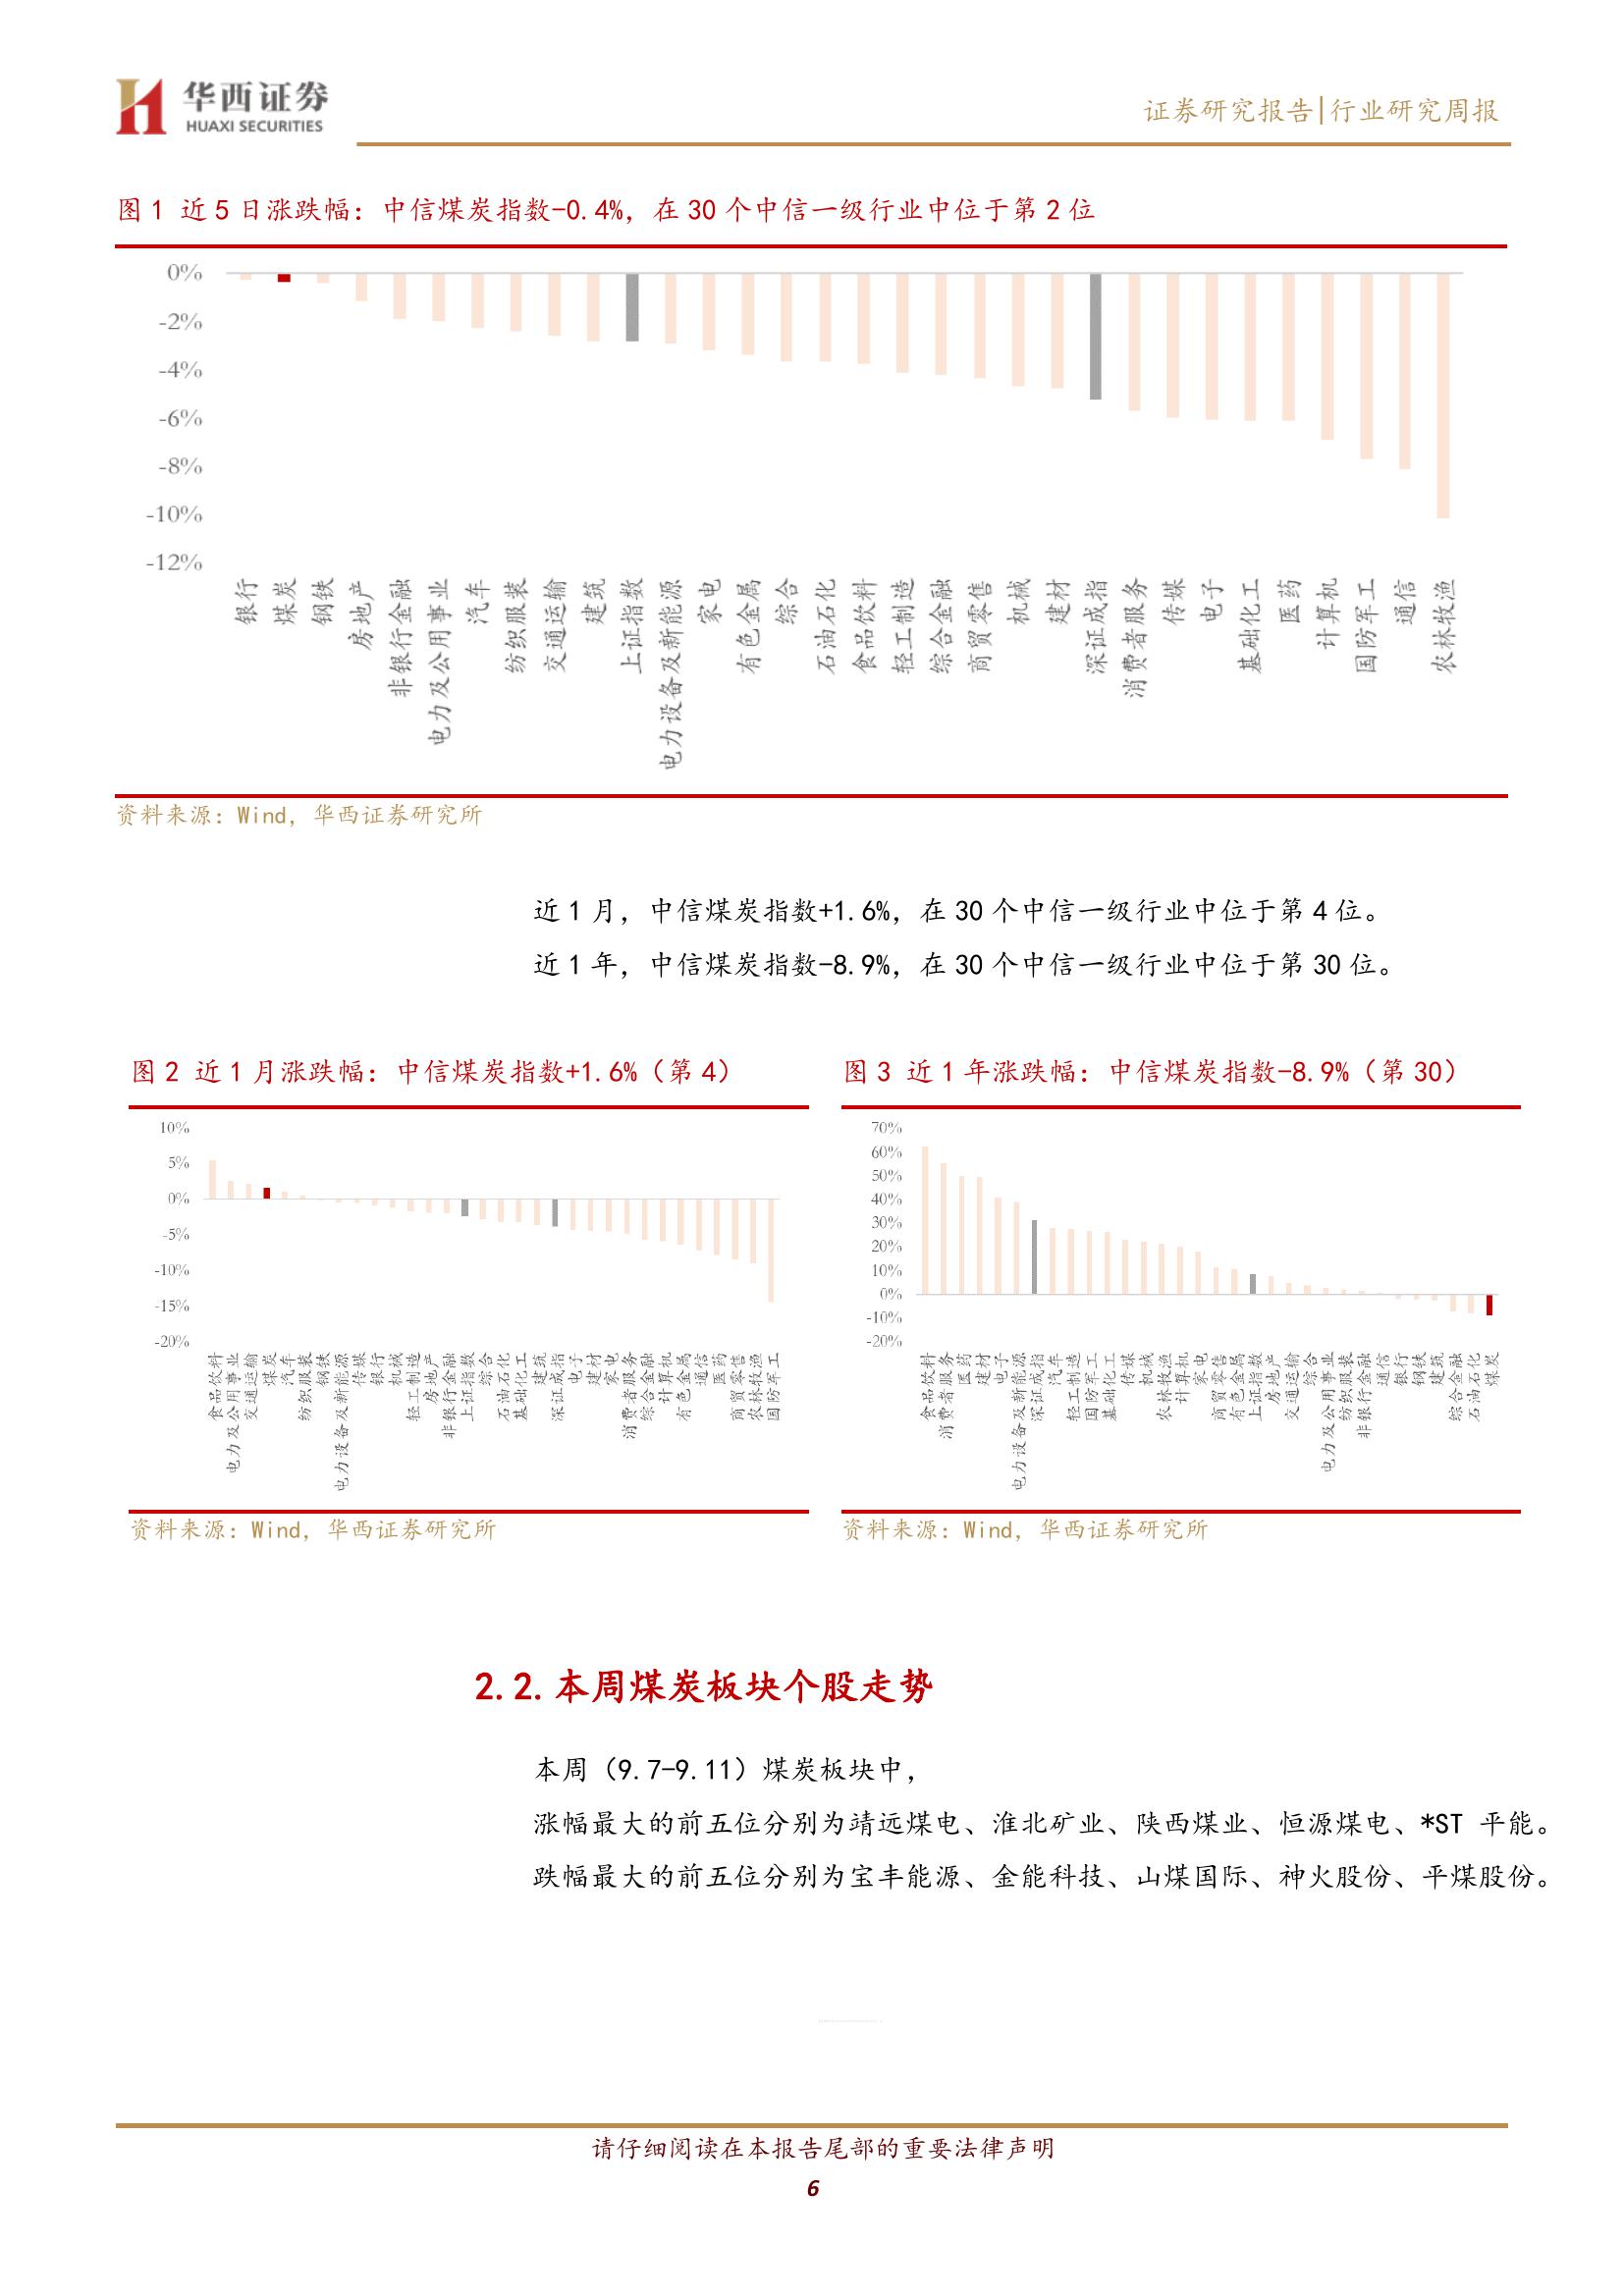 华西证券
HUAXI SECURITIES
证券研究报告|行业研究周报
图 1 近 5 日涨跌幅：中信煤炭指数-0.4%，在 30 个中信一级行业中位于第 2 位
0%
-2%
-4%
-6%
-8%
-10%
-12%
银行
煤炭
钢铁
房地产
非银行金融
电力及公用事业
汽车
纺织服装
交通运输
建筑
上证指数
电力设备及新能源
家电
有色金属
综合
石油石化
食品饮料
轻工制造
综合金融
商贸零售
机械
建材
深证成指
消费者服务
传媒
电子
基础化工
医药
计算机
国防军工
通信
农林牧渔
资料来源：Wind，华西证券研究所
近 1 月，中信煤炭指数+1.6%，在 30 个中信一级行业中位于第 4 位。
近 1 年，中信煤炭指数-8.9%，在 30 个中信一级行业中位于第 30 位。
图 2 近 1 月涨跌幅：中信煤炭指数+1.6%（第 4）
10%
5%
0%
-5%
-10%
-15%
-20%
食品饮料
电力及公用事业
交通运输
煤炭
汽车
纺织服装
钢铁
电力设备及新能源
传媒
银行
机械
轻工制造
房地产
非银行金融
上证指数
综合
石油石化
基础化工
建筑
深证成指
电子
建材
家电
消费者服务
综合金融
计算机
有色金属
通信
医药
商贸零售
农林牧渔
国防军工
资料来源：Wind，华西证券研究所
图 3 近 1 年涨跌幅：中信煤炭指数-8.9%（第 30）
70%
60%
50%
40%
30%
20%
10%
0%
-10%
-20%
食品饮料
消费者服务
医药
建材
电子
电力设备及新能源
深证成指
汽车
轻工制造
国防军工
基础化工
传媒
机械
农林牧渔
计算机
家电
商贸零售
有色金属
上证指数
房地产
交通运输
综合
电力及公用事业
纺织服装
非银行金融
通信
银行
钢铁
建筑
综合金融
石油石化
煤炭
资料来源：Wind，华西证券研究所
2.2.本周煤炭板块个股走势
本周（9.7-9.11）煤炭板块中，
涨幅最大的前五位分别为靖远煤电、淮北矿业、陕西煤业、恒源煤电、*ST 平能。
跌幅最大的前五位分别为宝丰能源、金能科技、山煤国际、神火股份、平煤股份。
请仔细阅读在本报告尾部的重要法律声明
6